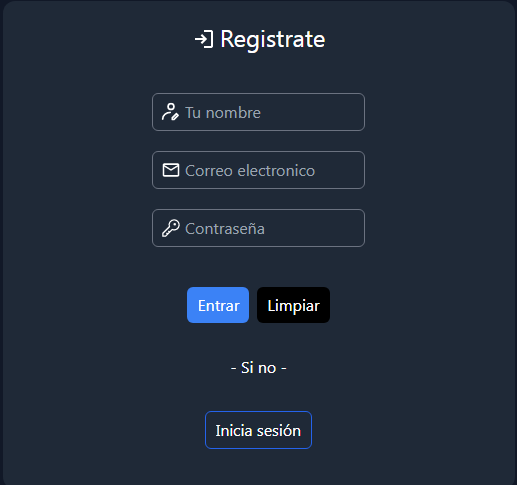 Registrate
Tu nombre
Correo electronico
Contraseña
Entrar Limpiar
- Si no -
Inicia sesión